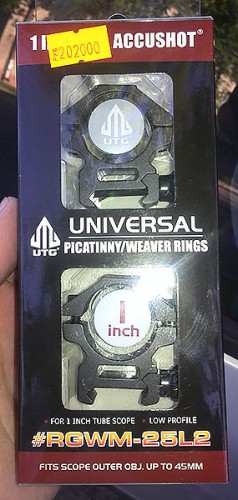 1 ACCUSHOT®
202000
UTG
UTG®
UNIVERSAL
PICATINNY/WEAVER RINGS
1
inch
• FOR 1 INCH TUBE SCOPE • LOW PROFILE
#RGWM-25L2
FITS SCOPE OUTER OBJ. UP TO 45MM